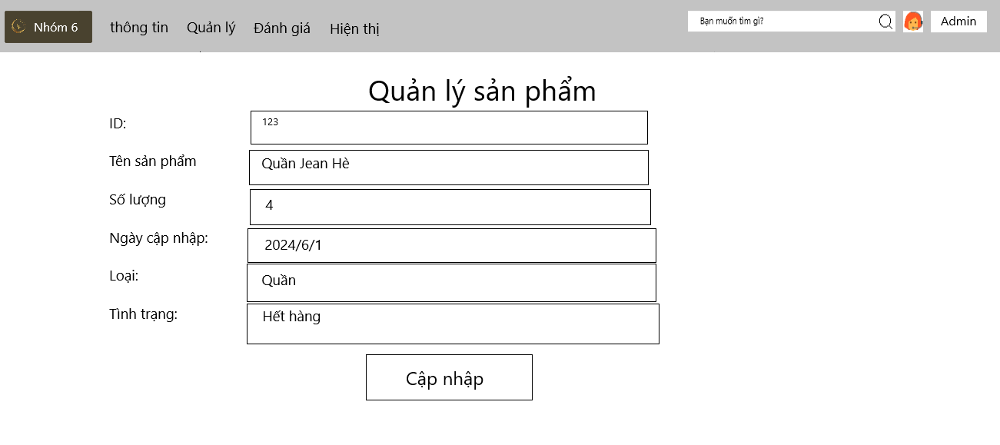 Nhóm 6
thông tin
Quản lý
Đánh giá
Hiện thị
Bạn muốn tìm gì?
Admin
Quản lý sản phẩm
ID:
123
Tên sản phẩm
Quần Jean Hè
Số lượng
4
Ngày cập nhập:
2024/6/1
Loại:
Quần
Tình trạng:
Hết hàng
Cập nhập